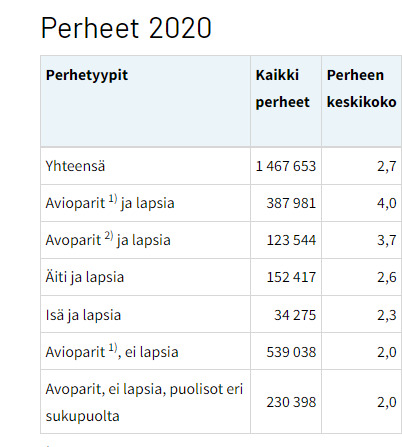 Perheet 2020
Perhetyypit Kaikki perheet Perheen keskikoko
Yhteensä 1 467 653 2,7
Avioparit 1) ja lapsia 387 981 4,0
Avoparit 2) ja lapsia 123 544 3,7
Äiti ja lapsia 152 417 2,6
Isä ja lapsia 34 275 2,3
Avioparit 1), ei lapsia 539 038 2,0
Avoparit, ei lapsia, puolisot eri
sukupuolta 230 398 2,0